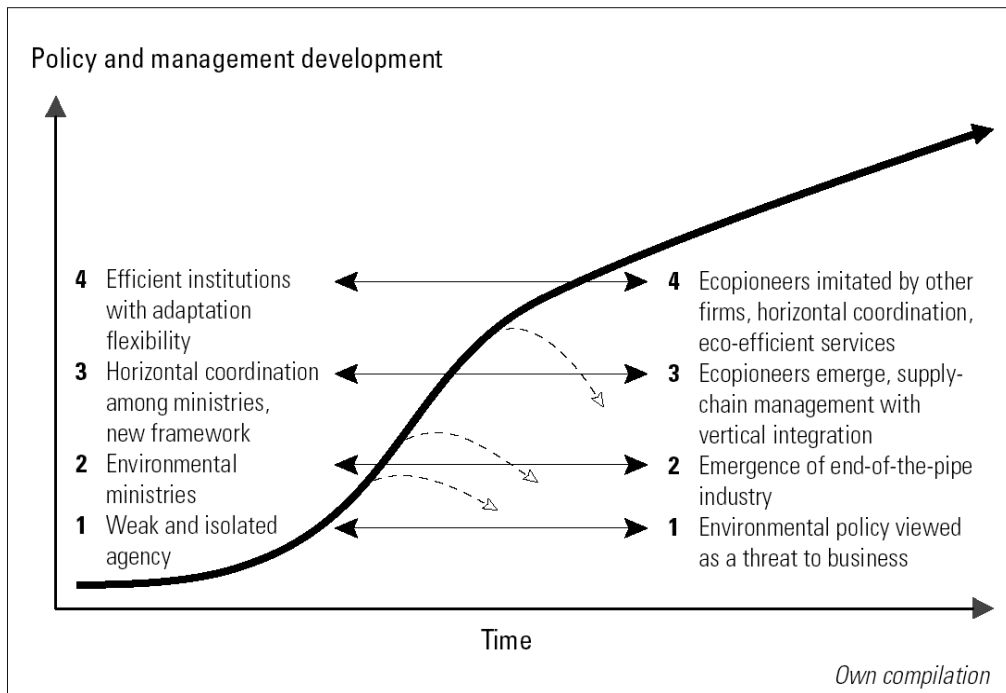 Policy and management development
4 Efficient institutions
with adaptation
flexibility
3 Horizontal coordination
among ministries,
new framework
2 Environmental
ministries
1 Weak and isolated
agency
4 Ecopioneers imitated by other
firms, horizontal coordination,
eco-efficient services
3 Ecopioneers emerge, supply-
chain management with
vertical integration
2 Emergence of end-of-the-pipe
industry
1 Environmental policy viewed
as a threat to business
Time
Own compilation